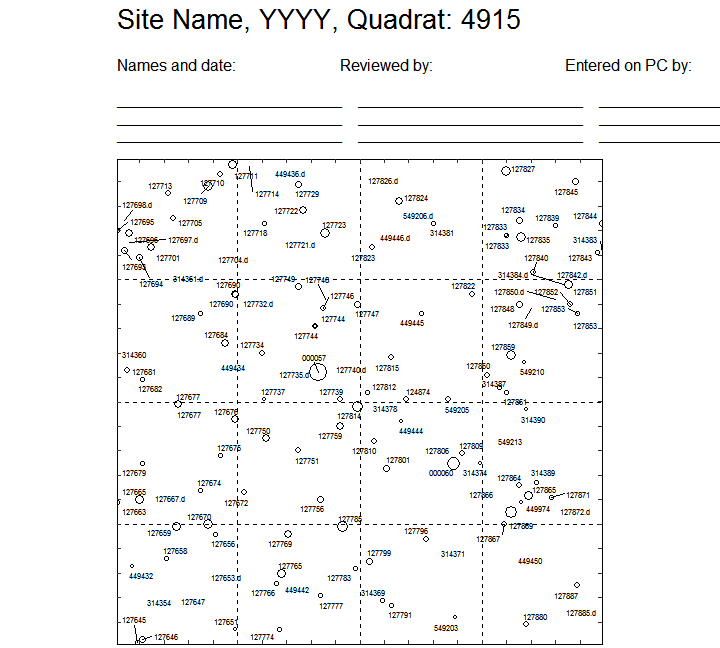 Site Name, YYYY, Quadrat: 4915
Names and date: Reviewed by: Entered on PC by:
127711 449436.d 127827
127713 127710 127826.d
127709 127714 127729 127824 127845
127698.d 127722 127834
127695 127705 549206.d 127839 127844
127723 127833
127718 314381
127697.d 127721.d 449446.d 127833 127835 314383
127701 127704.d 127823 127840 127843
127693
127694 314351.d 127749 127748 314384.d 127842.d
127690 127822
127746 127850.d 127852 127851
127690 127732.d 127848 127853
127689 127744 127747
449445 127849.d 127853
127684 127744
127734 127859
314360 000057
127681 449434 127735.d 127740.d 127815 127860 549210
127682 314387
127677 127737 127739 127812 124874 127861
127677 127676 127814 314378 549205
314390
127750 127759 449444
127675 127810 127806 127809 549213
127679 127751 127801
127674 000060 314374 127864 314389
127665 127667.d 127866 127865 127871
127663 127672 127756 449974 127872.d
127670 127785
127659 127656 127796 127867 127869
127658 127769
127799 314371 449450
449432 127653.d 127765 127783
127766 449442 314369 127887
314354 127647 127777
127645 127651 127791 127880 127885.d
127646 127774 549203